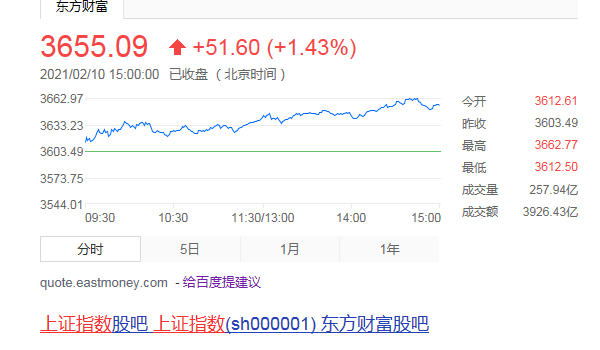 东方财富
3655.09 +51.60 (+1.43%)
2021/02/10 15:00:00 已收盘 ( 北京时间 )
3662.97
3633.23
3603.49
3573.75
3544.01
09:30 10:30 11:30/13:00 14:00 15:00
今开 3612.61
昨收 3603.49
最高 3662.77
最低 3612.50
成交量 257.94亿
成交额 3926.43亿
分时 5日 1月 1年
quote.eastmoney.com - 给百度提建议
上证指数股吧_上证指数(sh000001)_东方财富股吧